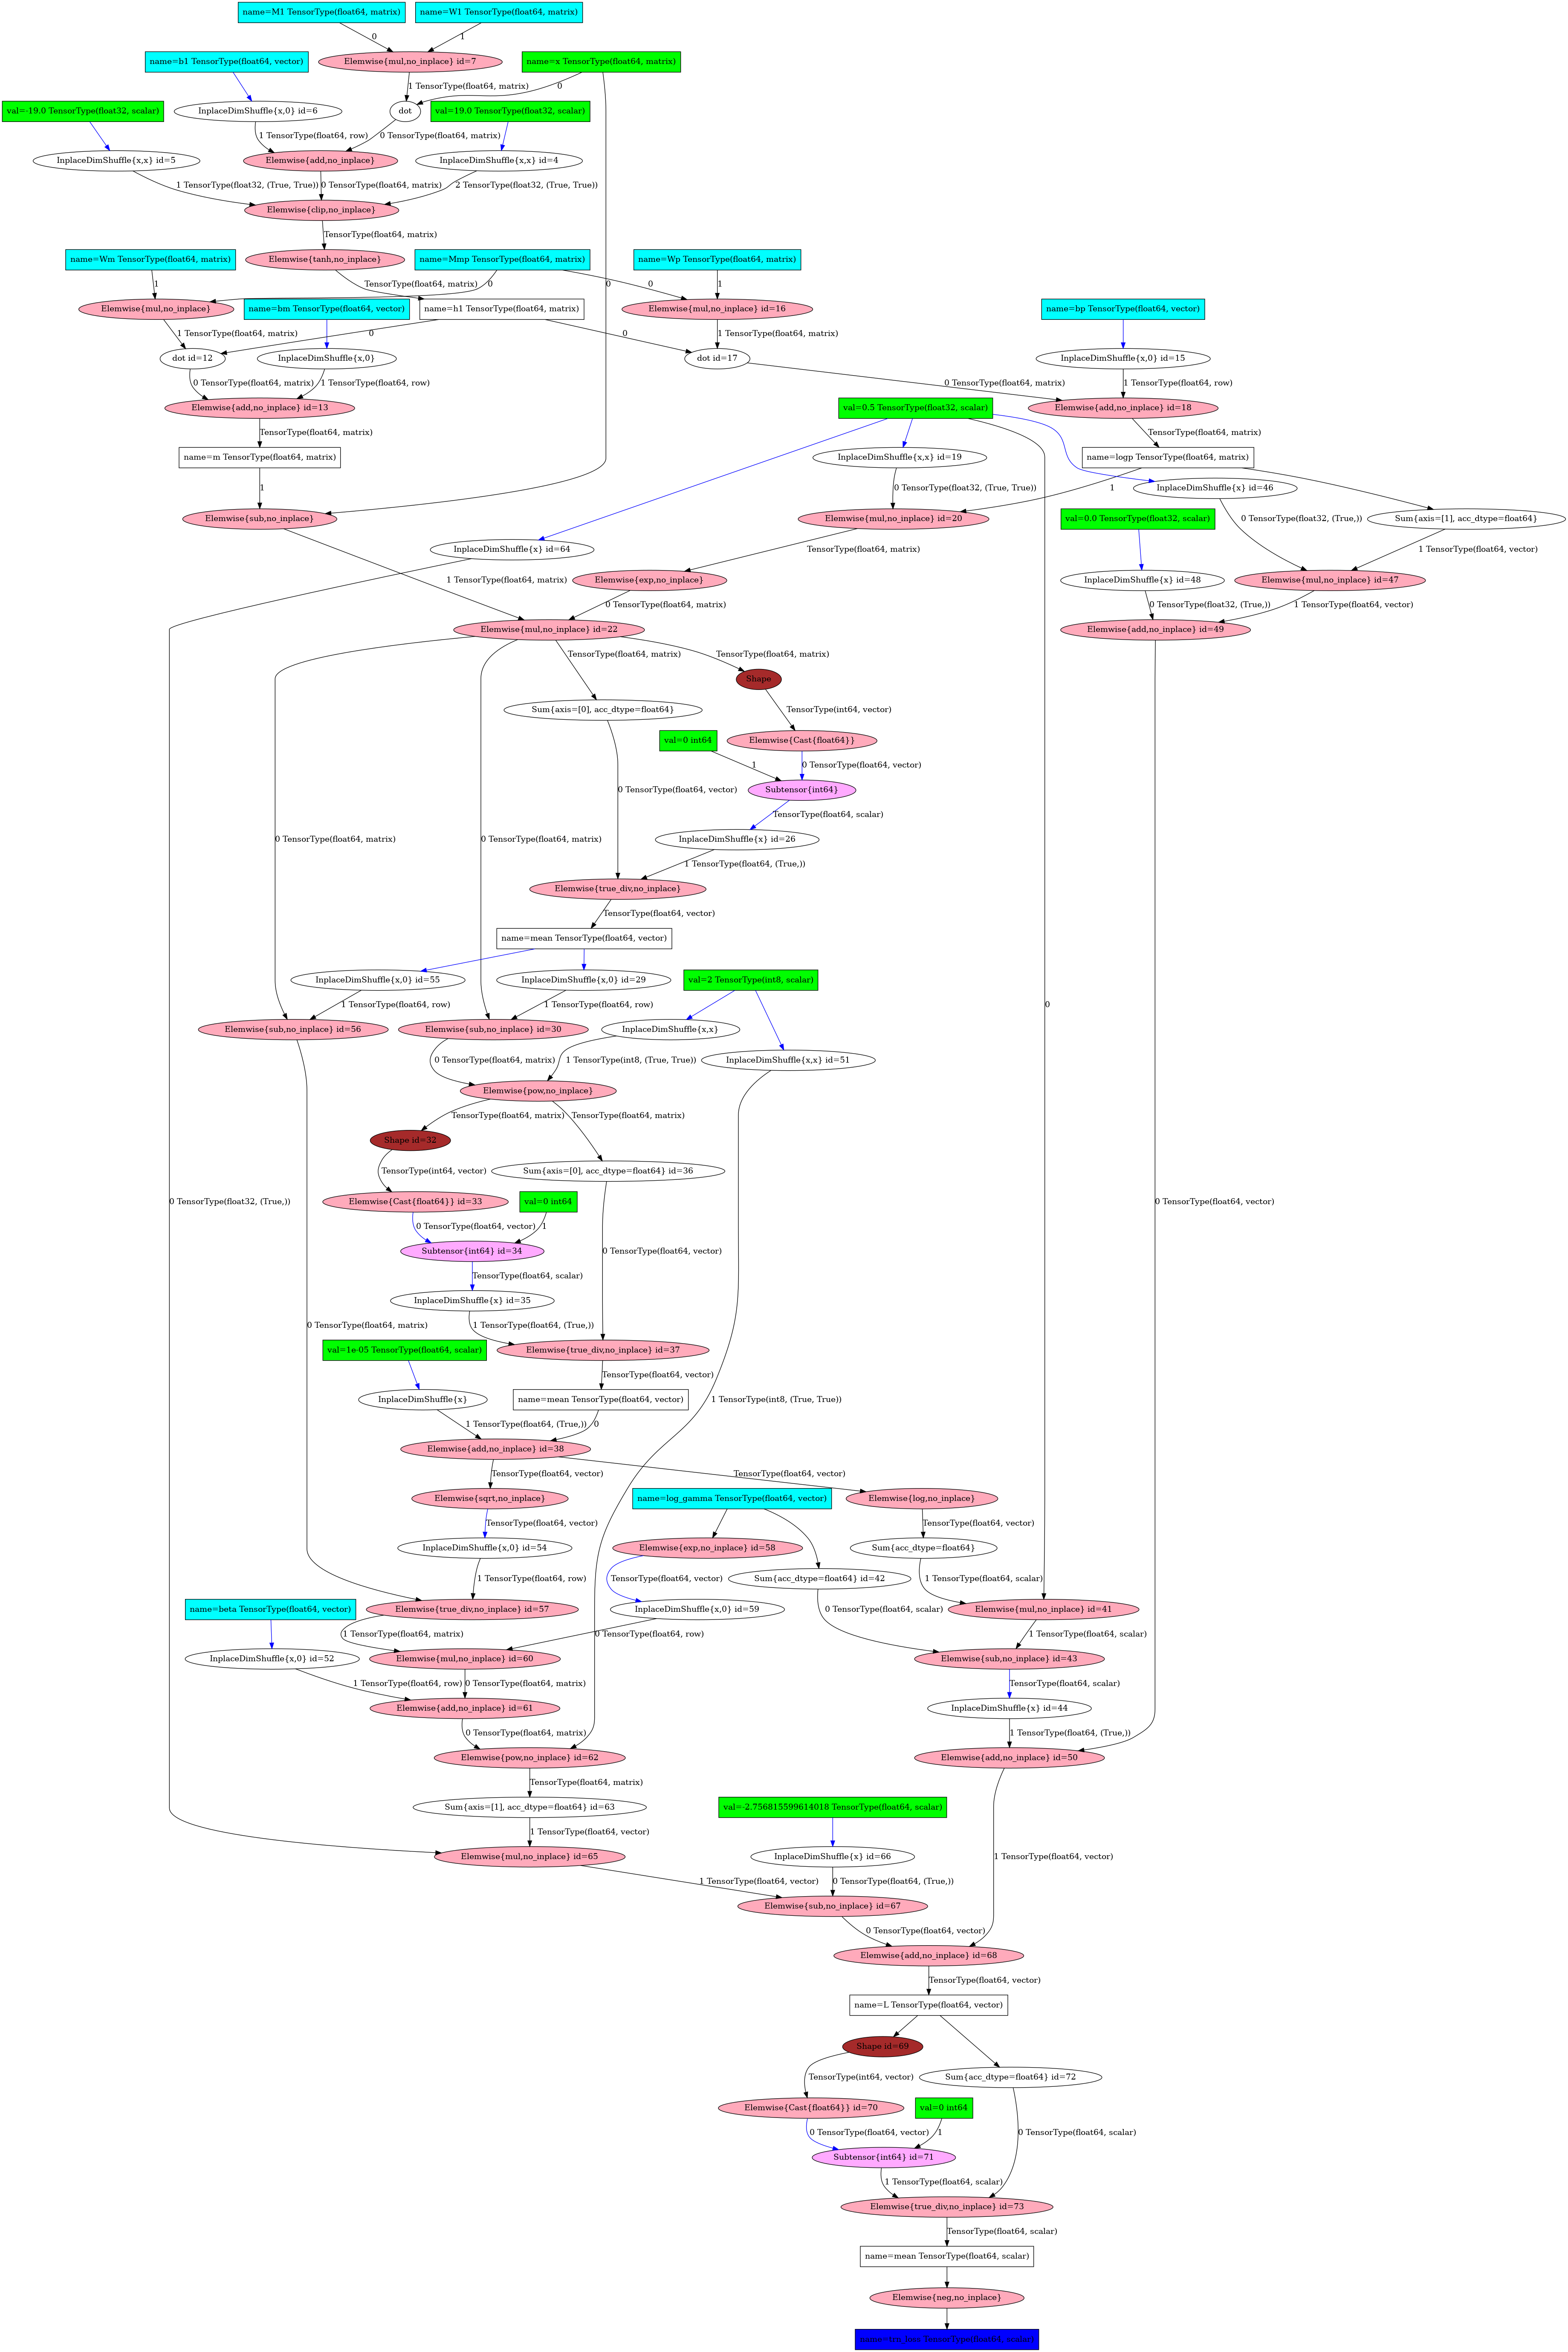 name=M1 TensorType(float64, matrix)
name=W1 TensorType(float64, matrix)
0
1
name=b1 TensorType(float64, vector)
Elemwise{mul,no_inplace} id=7
name=x TensorType(float64, matrix)
1 TensorType(float64, matrix)
0
val=-19.0 TensorType(float32, scalar)
InplaceDimShuffle{x,0} id=6
dot
val=19.0 TensorType(float32, scalar)
1 TensorType(float64, row)
0 TensorType(float64, matrix)
InplaceDimShuffle{x,x} id=5
Elemwise{add,no_inplace}
InplaceDimShuffle{x,x} id=4
1 TensorType(float32, (True, True))
0 TensorType(float64, matrix)
2 TensorType(float32, (True, True))
Elemwise{clip,no_inplace}
TensorType(float64, matrix)
name=Wm TensorType(float64, matrix)
Elemwise{tanh,no_inplace}
name=Mmp TensorType(float64, matrix)
name=Wp TensorType(float64, matrix)
1
TensorType(float64, matrix)
0
0
0
1
Elemwise{mul,no_inplace}
name=bm TensorType(float64, vector)
name=h1 TensorType(float64, matrix)
Elemwise{mul,no_inplace} id=16
name=bp TensorType(float64, vector)
1 TensorType(float64, matrix)
0
0
1 TensorType(float64, matrix)
dot id=12
InplaceDimShuffle{x,0}
dot id=17
InplaceDimShuffle{x,0} id=15
0 TensorType(float64, matrix)
1 TensorType(float64, row)
0 TensorType(float64, matrix)
1 TensorType(float64, row)
Elemwise{add,no_inplace} id=13
val=0.5 TensorType(float32, scalar)
Elemwise{add,no_inplace} id=18
TensorType(float64, matrix)
TensorType(float64, matrix)
name=m TensorType(float64, matrix)
InplaceDimShuffle{x,x} id=19
name=logp TensorType(float64, matrix)
1
0 TensorType(float32, (True, True))
1
InplaceDimShuffle{x} id=46
Elemwise{sub,no_inplace}
Elemwise{mul,no_inplace} id=20
val=0.0 TensorType(float32, scalar)
0 TensorType(float32, (True,))
Sum{axis=[1], acc_dtype=float64}
InplaceDimShuffle{x} id=64
TensorType(float64, matrix)
1 TensorType(float64, vector)
1 TensorType(float64, matrix)
Elemwise{exp,no_inplace}
InplaceDimShuffle{x} id=48
Elemwise{mul,no_inplace} id=47
0 TensorType(float64, matrix)
0 TensorType(float32, (True,))
1 TensorType(float64, vector)
Elemwise{mul,no_inplace} id=22
Elemwise{add,no_inplace} id=49
TensorType(float64, matrix)
TensorType(float64, matrix)
Shape
Sum{axis=[0], acc_dtype=float64}
TensorType(int64, vector)
val=0 int64
Elemwise{Cast{float64}}
1
0 TensorType(float64, vector)
0 TensorType(float64, vector)
Subtensor{int64}
TensorType(float64, scalar)
0 TensorType(float64, matrix)
0 TensorType(float64, matrix)
InplaceDimShuffle{x} id=26
1 TensorType(float64, (True,))
Elemwise{true_div,no_inplace}
TensorType(float64, vector)
name=mean TensorType(float64, vector)
InplaceDimShuffle{x,0} id=55
InplaceDimShuffle{x,0} id=29
val=2 TensorType(int8, scalar)
1 TensorType(float64, row)
1 TensorType(float64, row)
0
Elemwise{sub,no_inplace} id=56
Elemwise{sub,no_inplace} id=30
InplaceDimShuffle{x,x}
0 TensorType(float64, matrix)
1 TensorType(int8, (True, True))
InplaceDimShuffle{x,x} id=51
Elemwise{pow,no_inplace}
TensorType(float64, matrix)
TensorType(float64, matrix)
Shape id=32
TensorType(int64, vector)
Sum{axis=[0], acc_dtype=float64} id=36
0 TensorType(float32, (True,))
Elemwise{Cast{float64}} id=33
val=0 int64
0 TensorType(float64, vector)
0 TensorType(float64, vector)
1
Subtensor{int64} id=34
0 TensorType(float64, vector)
TensorType(float64, scalar)
InplaceDimShuffle{x} id=35
0 TensorType(float64, matrix)
1 TensorType(float64, (True,))
val=1e-05 TensorType(float64, scalar)
Elemwise{true_div,no_inplace} id=37
TensorType(float64, vector)
InplaceDimShuffle{x}
name=mean TensorType(float64, vector)
1 TensorType(int8, (True, True))
1 TensorType(float64, (True,))
0
Elemwise{add,no_inplace} id=38
TensorType(float64, vector)
TensorType(float64, vector)
Elemwise{sqrt,no_inplace}
name=log_gamma TensorType(float64, vector)
Elemwise{log,no_inplace}
TensorType(float64, vector)
TensorType(float64, vector)
InplaceDimShuffle{x,0} id=54
Elemwise{exp,no_inplace} id=58
Sum{acc_dtype=float64}
1 TensorType(float64, row)
TensorType(float64, vector)
Sum{acc_dtype=float64} id=42
1 TensorType(float64, scalar)
name=beta TensorType(float64, vector)
Elemwise{true_div,no_inplace} id=57
InplaceDimShuffle{x,0} id=59
0 TensorType(float64, scalar)
Elemwise{mul,no_inplace} id=41
1 TensorType(float64, matrix)
0 TensorType(float64, row)
1 TensorType(float64, scalar)
InplaceDimShuffle{x,0} id=52
Elemwise{mul,no_inplace} id=60
Elemwise{sub,no_inplace} id=43
1 TensorType(float64, row)
0 TensorType(float64, matrix)
TensorType(float64, scalar)
Elemwise{add,no_inplace} id=61
InplaceDimShuffle{x} id=44
0 TensorType(float64, matrix)
1 TensorType(float64, (True,))
Elemwise{pow,no_inplace} id=62
Elemwise{add,no_inplace} id=50
TensorType(float64, matrix)
Sum{axis=[1], acc_dtype=float64} id=63
val=-2.756815599614018 TensorType(float64, scalar)
1 TensorType(float64, vector)
1 TensorType(float64, vector)
Elemwise{mul,no_inplace} id=65
InplaceDimShuffle{x} id=66
1 TensorType(float64, vector)
0 TensorType(float64, (True,))
Elemwise{sub,no_inplace} id=67
0 TensorType(float64, vector)
Elemwise{add,no_inplace} id=68
TensorType(float64, vector)
name=L TensorType(float64, vector)
Shape id=69
TensorType(int64, vector)
Sum{acc_dtype=float64} id=72
Elemwise{Cast{float64}} id=70
val=0 int64
0 TensorType(float64, vector)
1
0 TensorType(float64, scalar)
Subtensor{int64} id=71
1 TensorType(float64, scalar)
Elemwise{true_div,no_inplace} id=73
TensorType(float64, scalar)
name=mean TensorType(float64, scalar)
Elemwise{neg,no_inplace}
TensorType(float64, scalar)